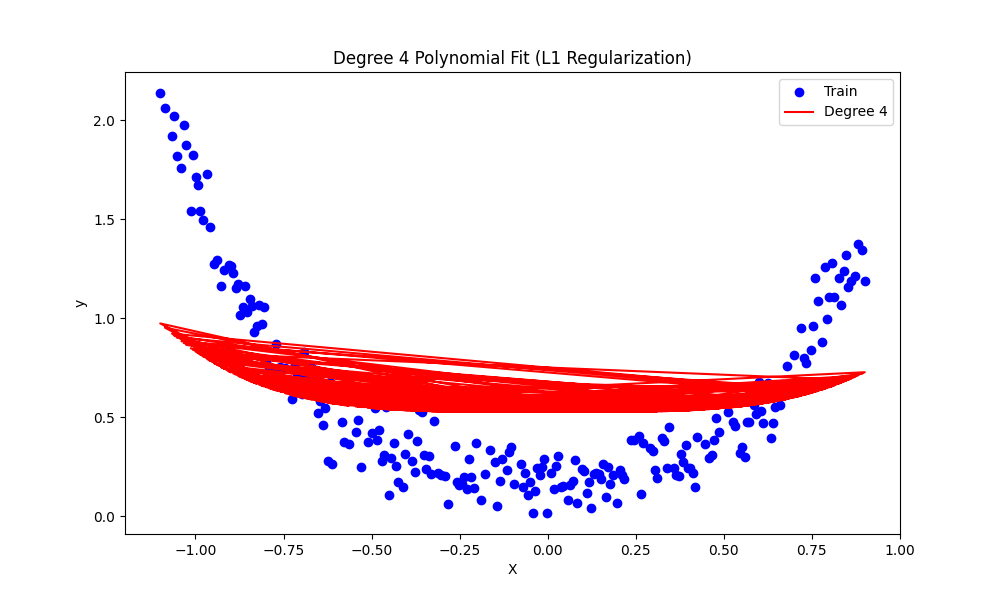 Degree 4 Polynomial Fit (L1 Regularization)
Train
Degree 4
2.0
1.5
1.0
0.5
0.0
y
−1.00 −0.75 −0.50 −0.25 0.00 0.25 0.50 0.75 1.00
X